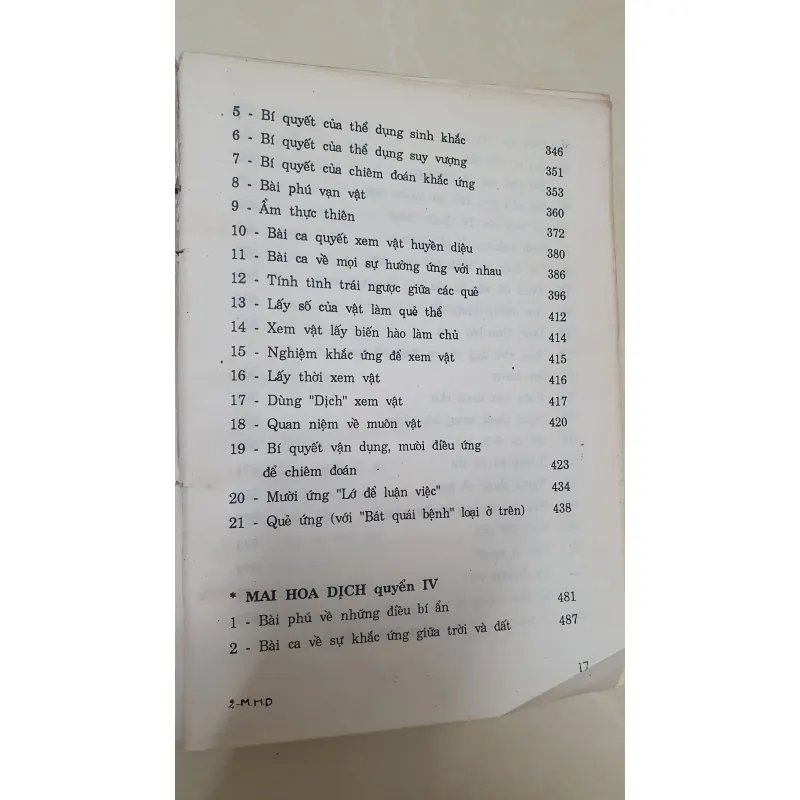 5 - Bí quyết của thể dụng sinh khắc 346
6 - Bí quyết của thể dụng suy vượng 351
7 - Bí quyết của chiêm đoán khắc ứng 353
8 - Bài phú vạn vật 360
9 - Ẩm thực thiên 372
10 - Bài ca quyết xem vật huyền diệu 380
11 - Bài ca về mọi sự hưởng ứng với nhau 386
12 - Tính tình trái ngược giữa các quẻ 396
13 - Lấy số của vật làm quẻ thể 412
14 - Xem vật lấy biến hào làm chủ 414
15 - Nghiệm khắc ứng để xem vật 415
16 - Lấy thời xem vật 416
17 - Dùng "Dịch" xem vật 417
18 - Quan niệm về muôn vật 420
19 - Bí quyết vận dụng, mười điều ứng
để chiêm đoán 423
20 - Mười ứng "Lớ để luận việc" 434
21 - Quẻ ứng (với "Bát quái bệnh" loại ở trên) 438
* MAI HOA DỊCH quyển IV
1 - Bài phú về những điều bí ẩn 481
2 - Bài ca về sự khắc ứng giữa trời và đất 487
17
2-M.H.D